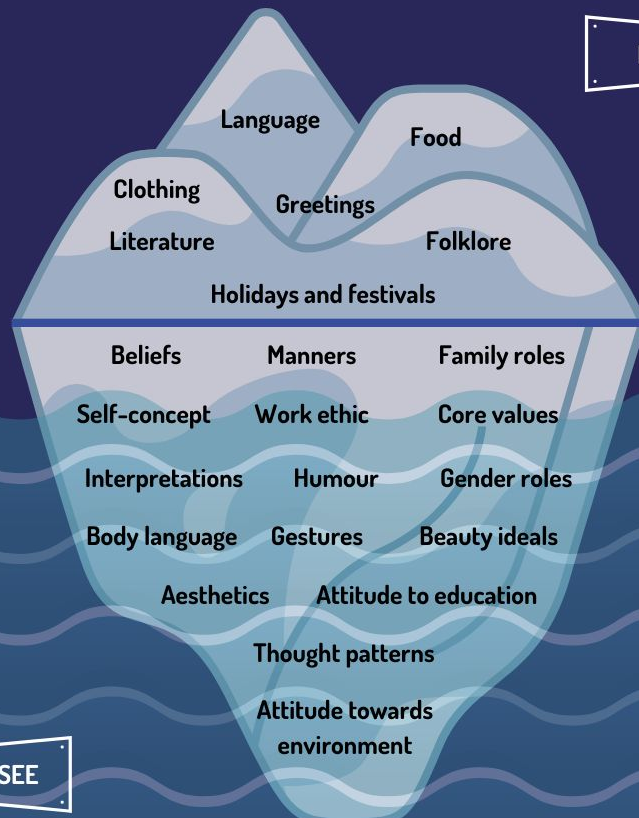 Language
Food
Clothing
Greetings
Literature
Folklore
Holidays and festivals
Beliefs Manners Family roles
Self-concept Work ethic Core values
Interpretations Humour Gender roles
Body language Gestures Beauty ideals
Aesthetics Attitude to education
Thought patterns
Attitude towards
environment
SEE